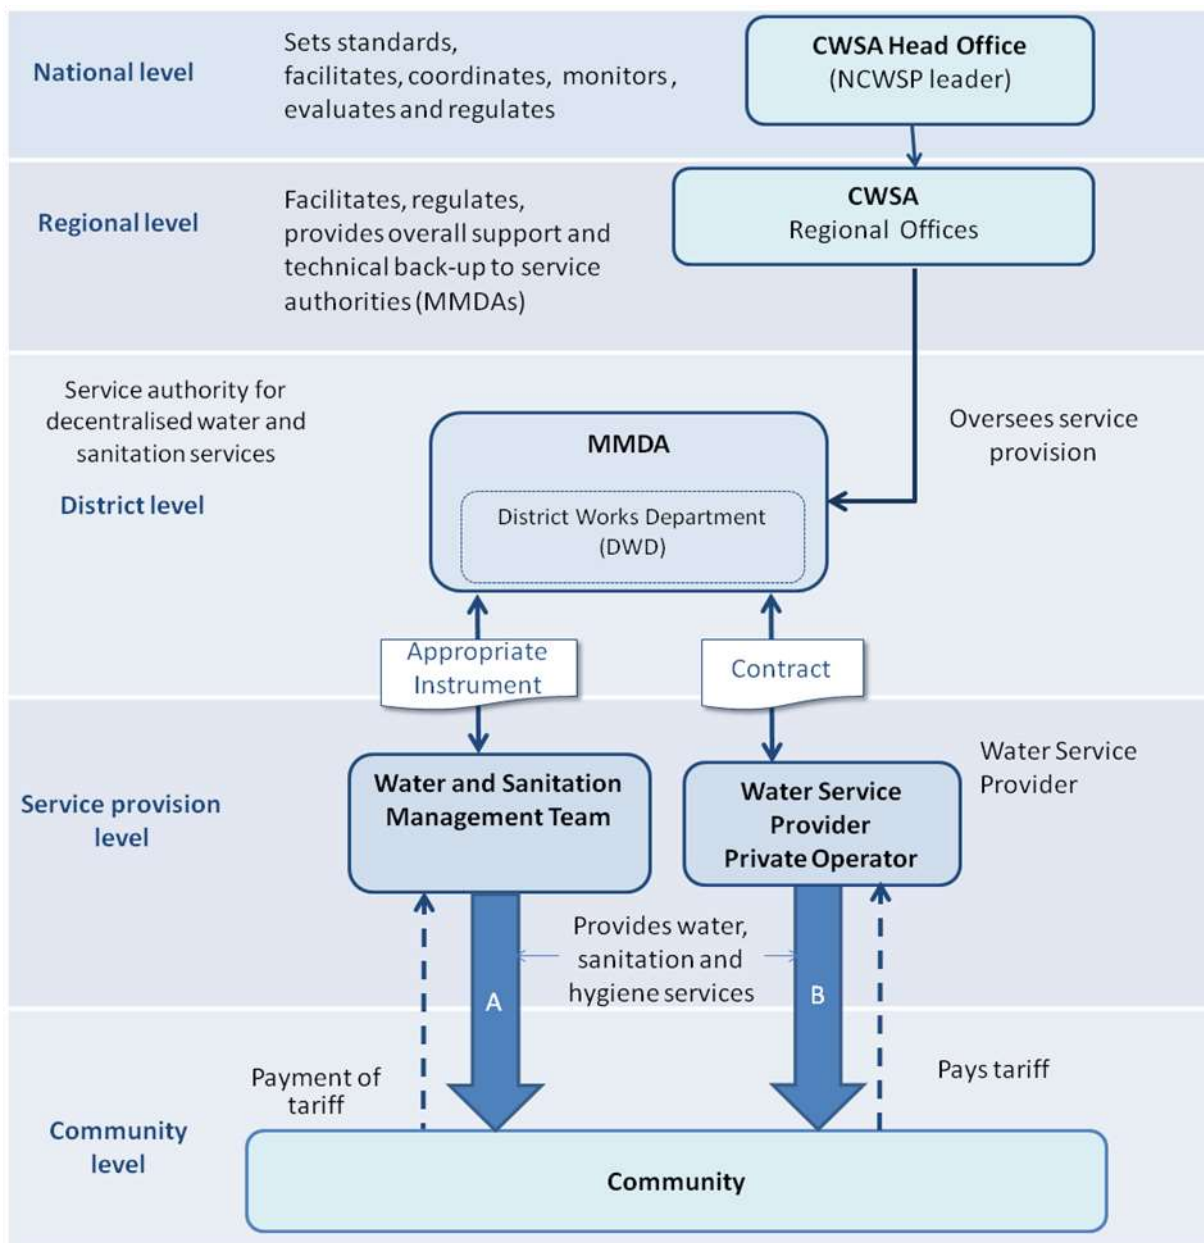 National level
Sets standards,
facilitates, coordinates, monitors,
evaluates and regulates
CWSA Head Office
(NCWSP leader)
Regional level
Facilitates, regulates,
provides overall support and
technical back-up to service
authorities (MMDAs)
CWSA
Regional Offices
Service authority for
decentralised water and
sanitation services
District level
MMDA
District Works Department
(DWD)
Oversees service
provision
Appropriate
Instrument
Contract
Service provision
level
Water and Sanitation
Management Team
Water Service
Provider
Private Operator
Water Service
Provider
Provides water,
sanitation and
hygiene services
A
B
Payment of
tariff
Pays tariff
Community
level
Community